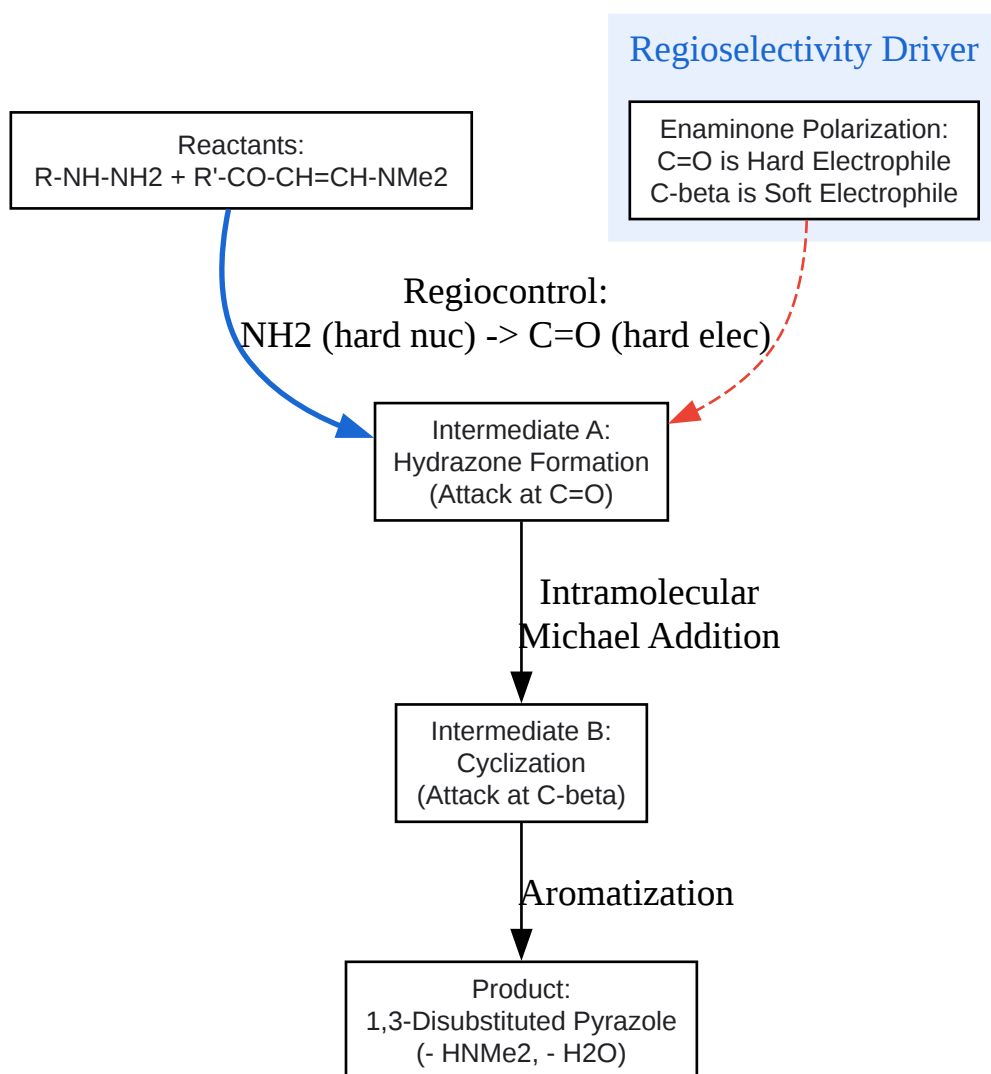 Regioselectivity Driver
Reactants:
R-NH-NH2 + R'-CO-CH=CH-NMe2
Enaminone Polarization:
C=O is Hard Electrophile
C-beta is Soft Electrophile
Regiocontrol:
NH2 (hard nuc) -> C=O (hard elec)
Intermediate A:
Hydrazone Formation
(Attack at C=O)
Intramolecular
Michael Addition
Intermediate B:
Cyclization
(Attack at C-beta)
Aromatization
Product:
1,3-Disubstituted Pyrazole
(- HNMe2, - H2O)